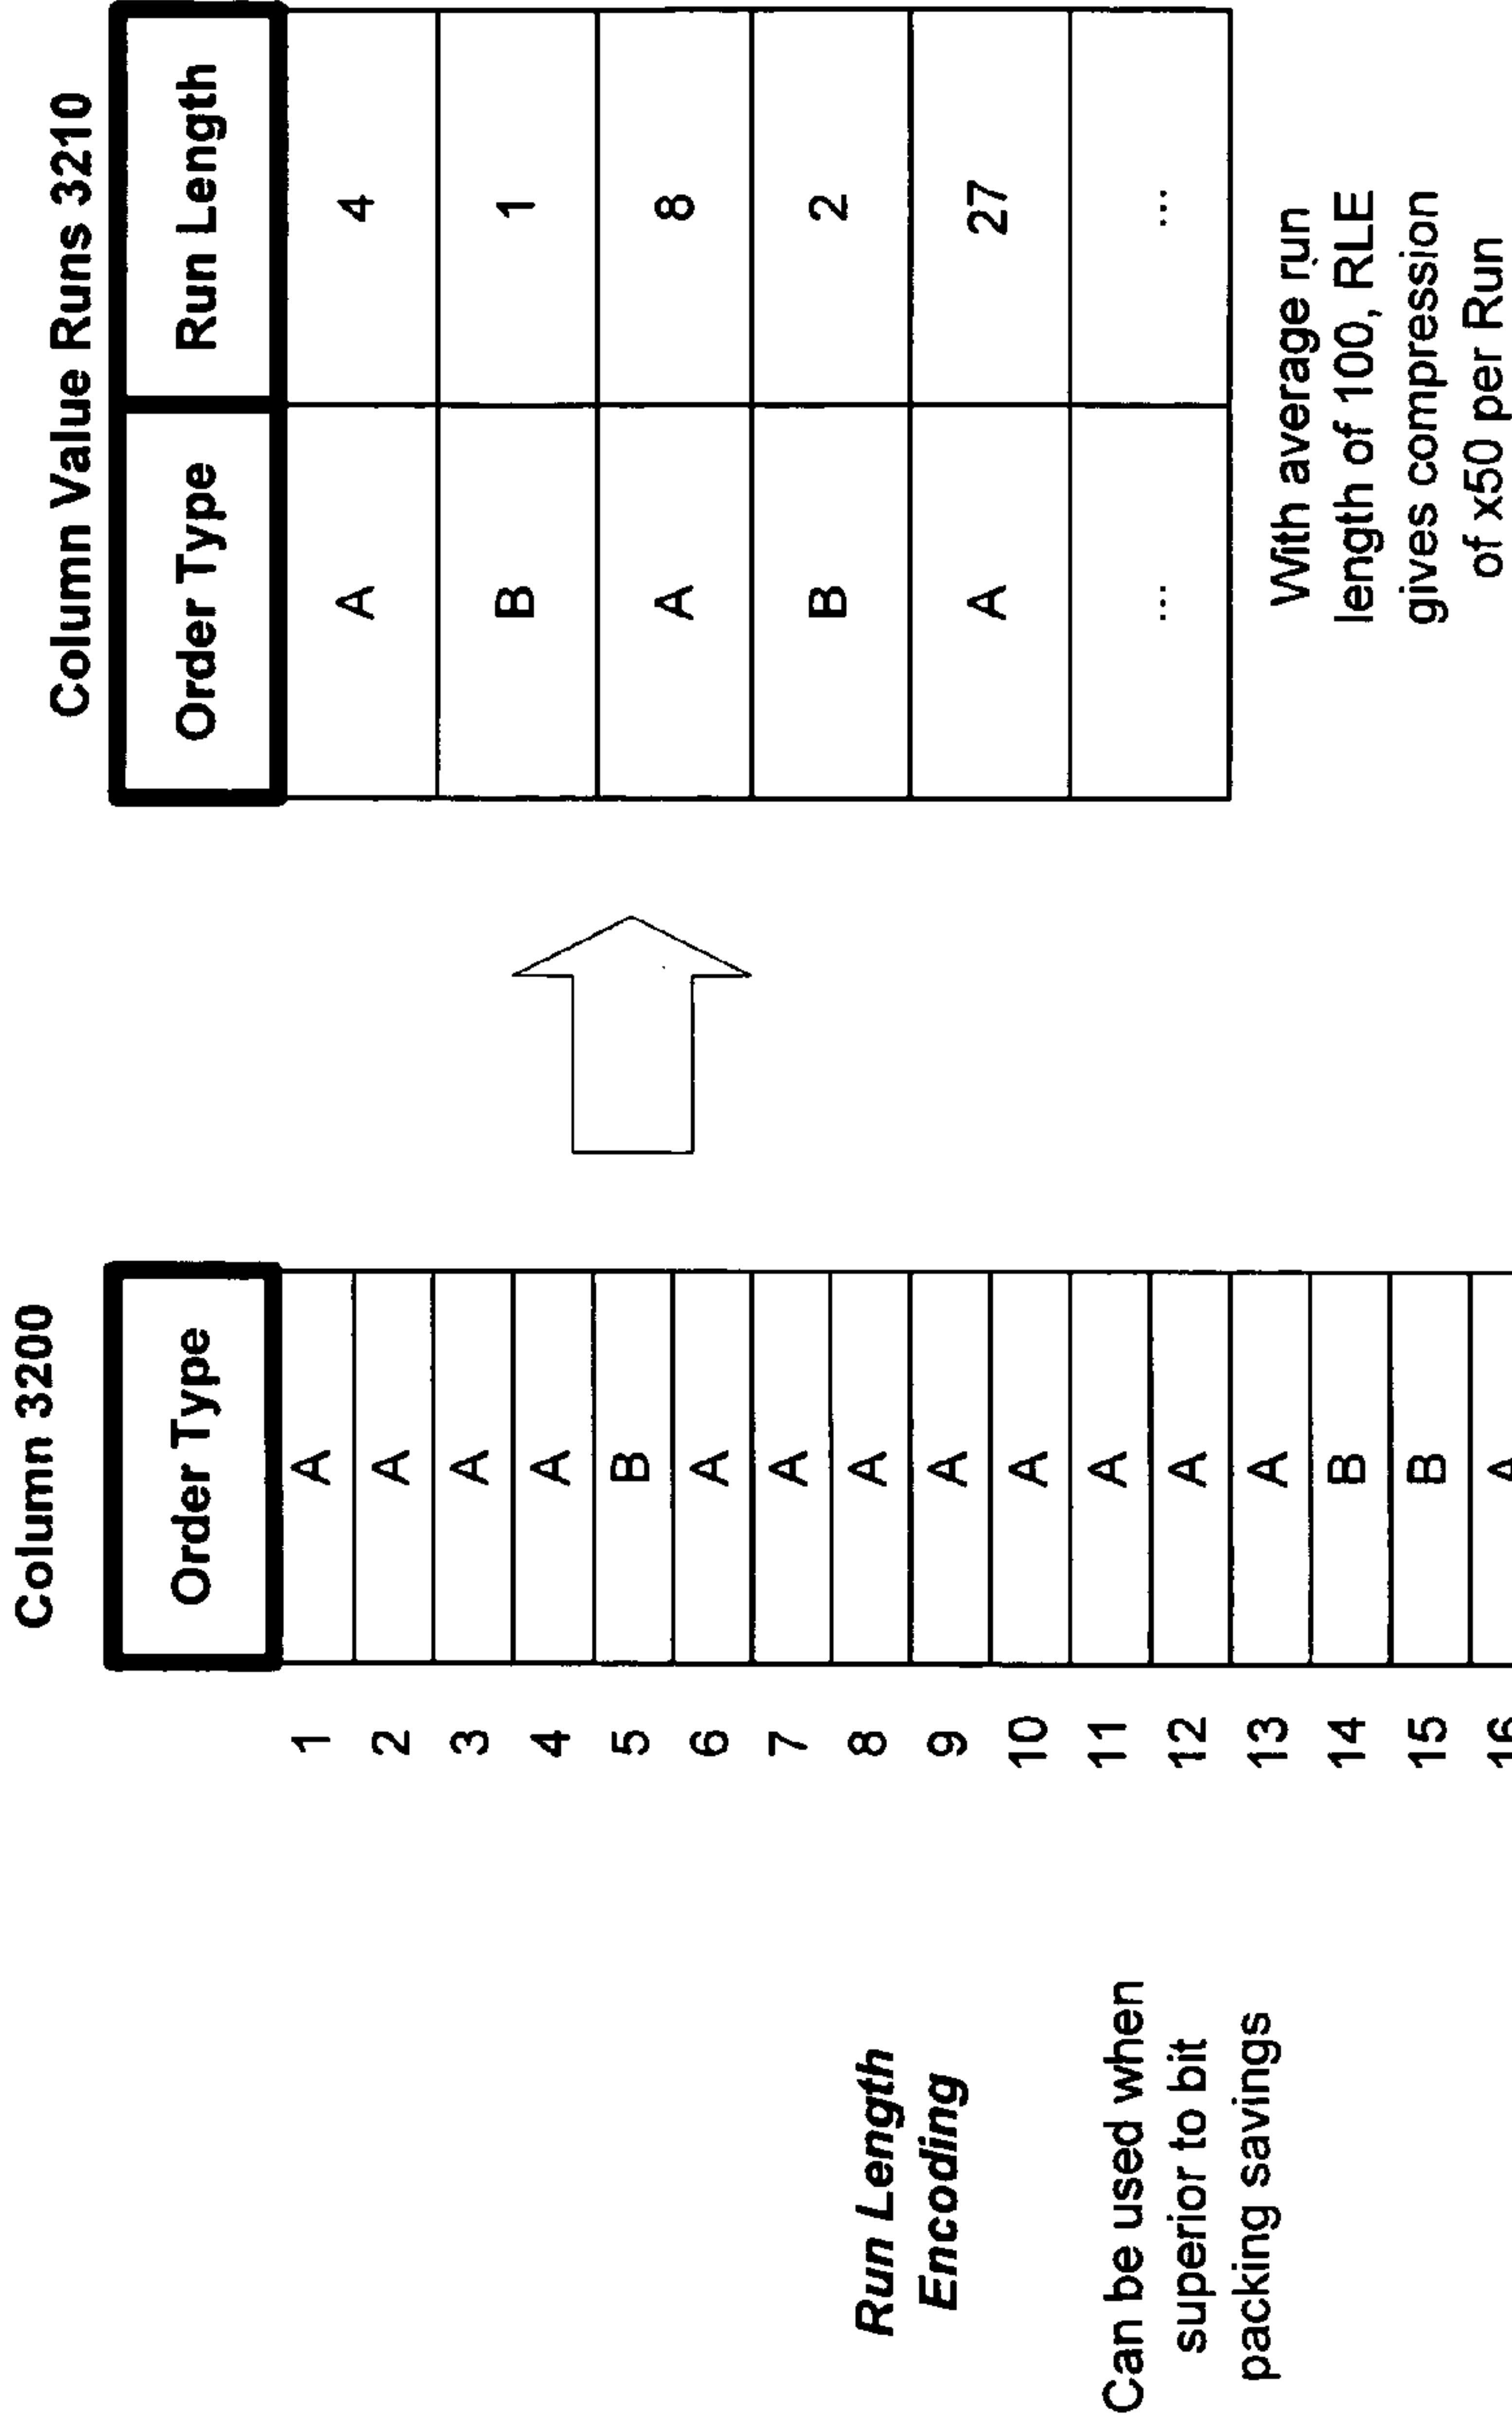 Run Length
Encoding
Can be used when
superior to bit
packing savings
Column 3200
Order Type
1 A
2 A
3 A
4 A
5 B
6 A
7 A
8 A
9 A
10 A
11 A
12 A
13 A
14 B
15 B
16 A
Column Value Runs 3210
Order Type Run Length
A 4
B 1
A 8
B 2
A 27
... ...
With average run
length of 100, RLE
gives compression
of x50 per Run